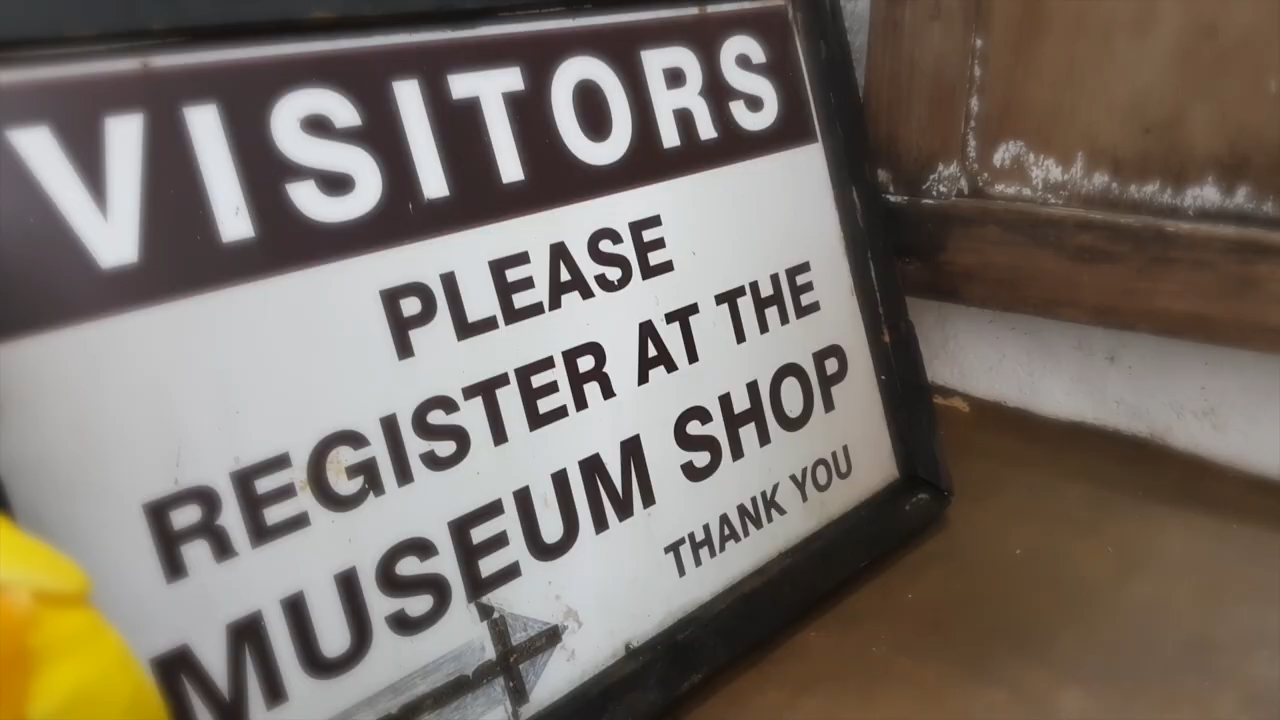 VISITORS
PLEASE
REGISTER AT THE
MUSEUM SHOP
THANK YOU